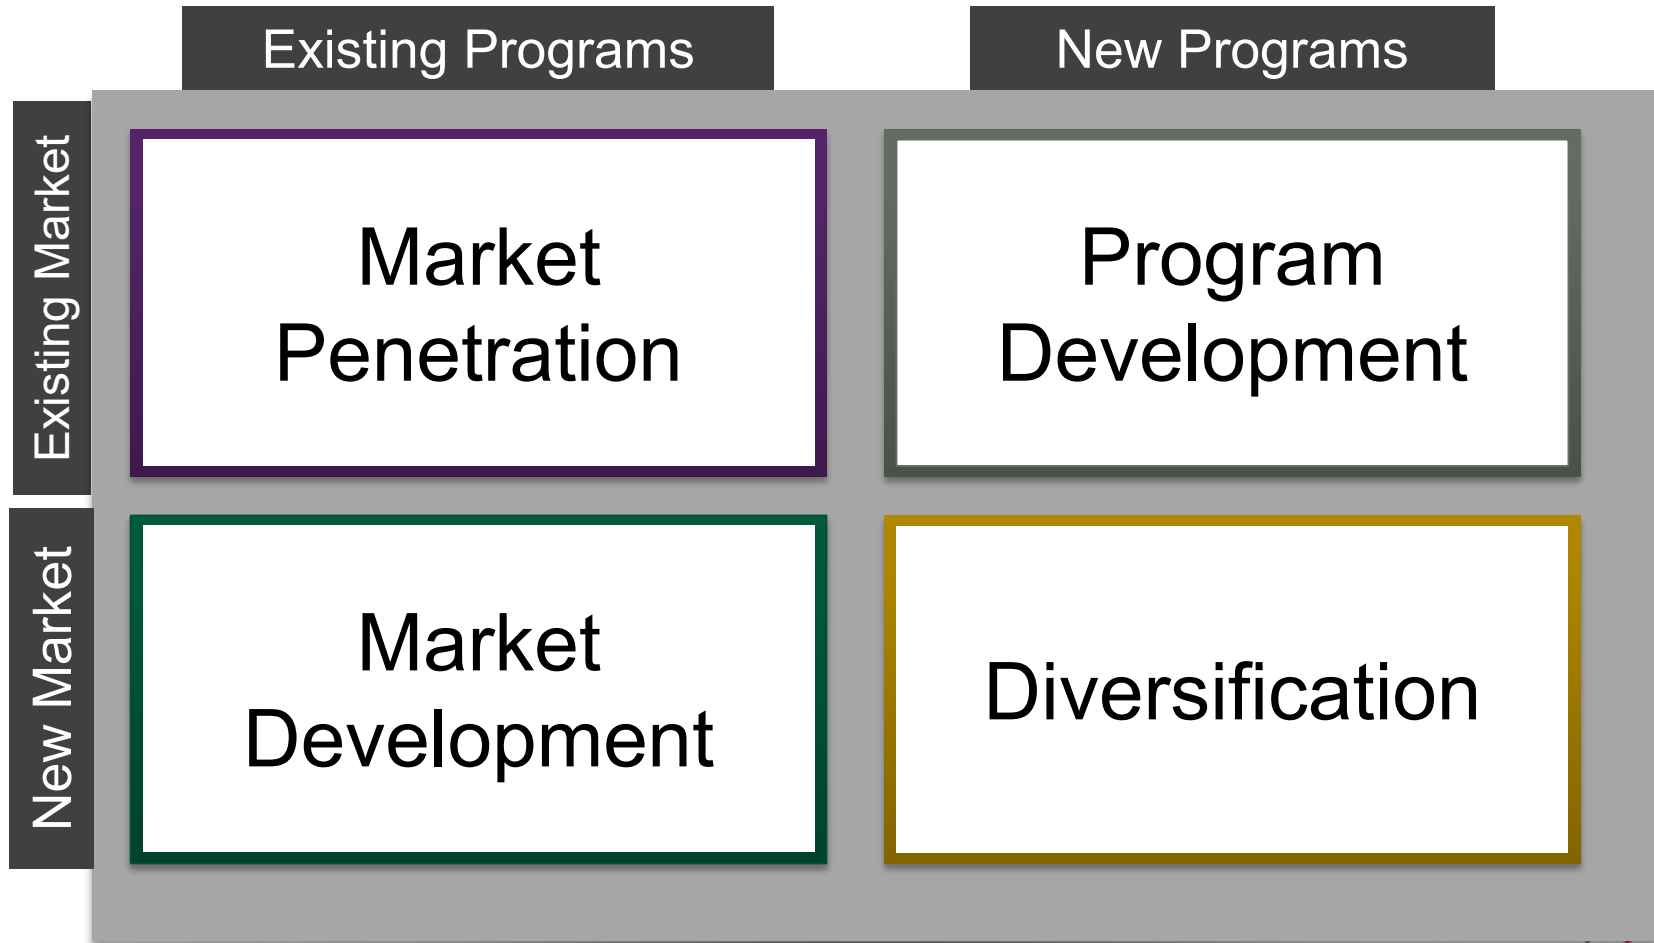 Existing Programs
New Programs
Existing Market
Market
Penetration
Program
Development
New Market
Market
Development
Diversification